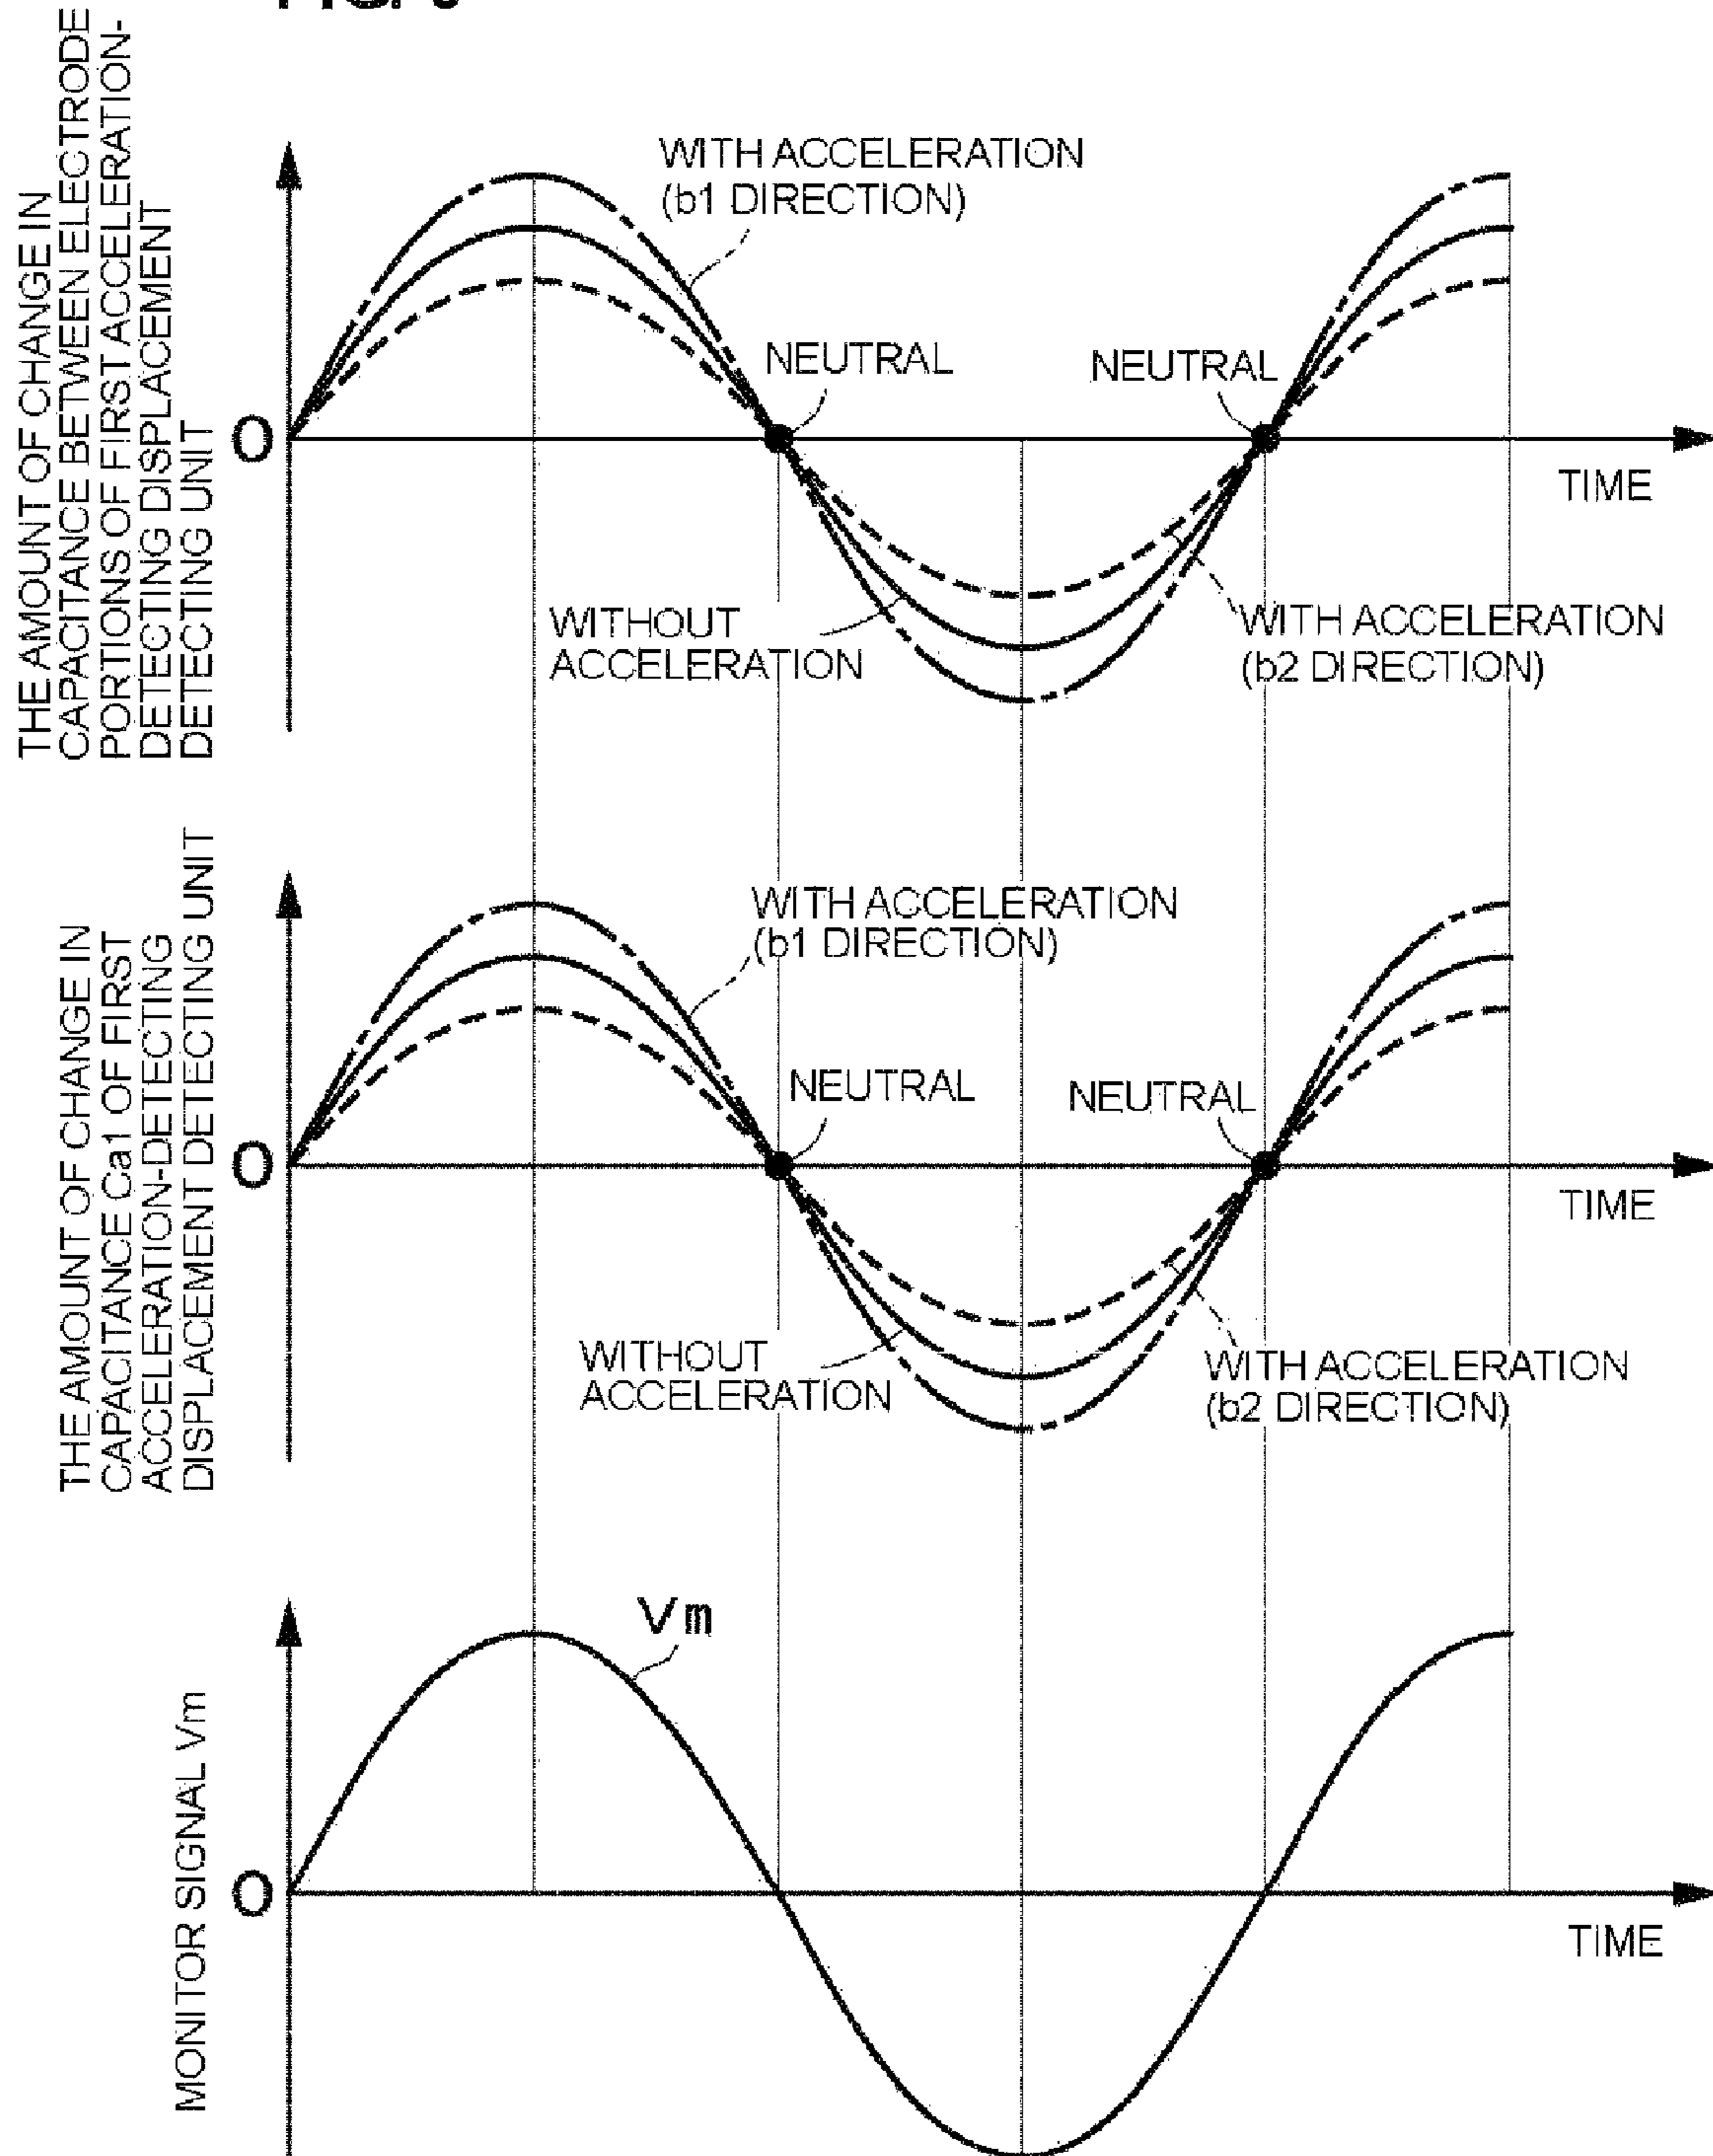 THE AMOUNT OF CHANGE IN
CAPACITANCE BETWEEN ELECTRODE
PORTIONS OF FIRST ACCELERATION-
DETECTING DISPLACEMENT
DETECTING UNIT
WITH ACCELERATION
(b1 DIRECTION)
NEUTRAL
NEUTRAL
0
TIME
WITHOUT
ACCELERATION
WITH ACCELERATION
(b2 DIRECTION)
THE AMOUNT OF CHANGE IN
CAPACITANCE Ca1 OF FIRST
ACCELERATION-DETECTING
DISPLACEMENT DETECTING UNIT
WITH ACCELERATION
(b1 DIRECTION)
NEUTRAL
NEUTRAL
0
TIME
WITHOUT
ACCELERATION
WITH ACCELERATION
(b2 DIRECTION)
MONITOR SIGNAL Vm
Vm
0
TIME